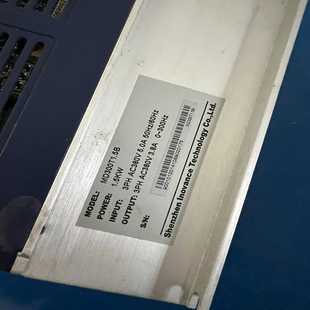 MODEL: MD300T1.5B
POWER: 1.5KW
INPUT: 3PH AC380V 5.0A 50Hz/60Hz
OUTPUT: 3PH AC380V 3.8A 0~300Hz
S/N:
Shenzhen Inovance Technology Co.,Ltd.